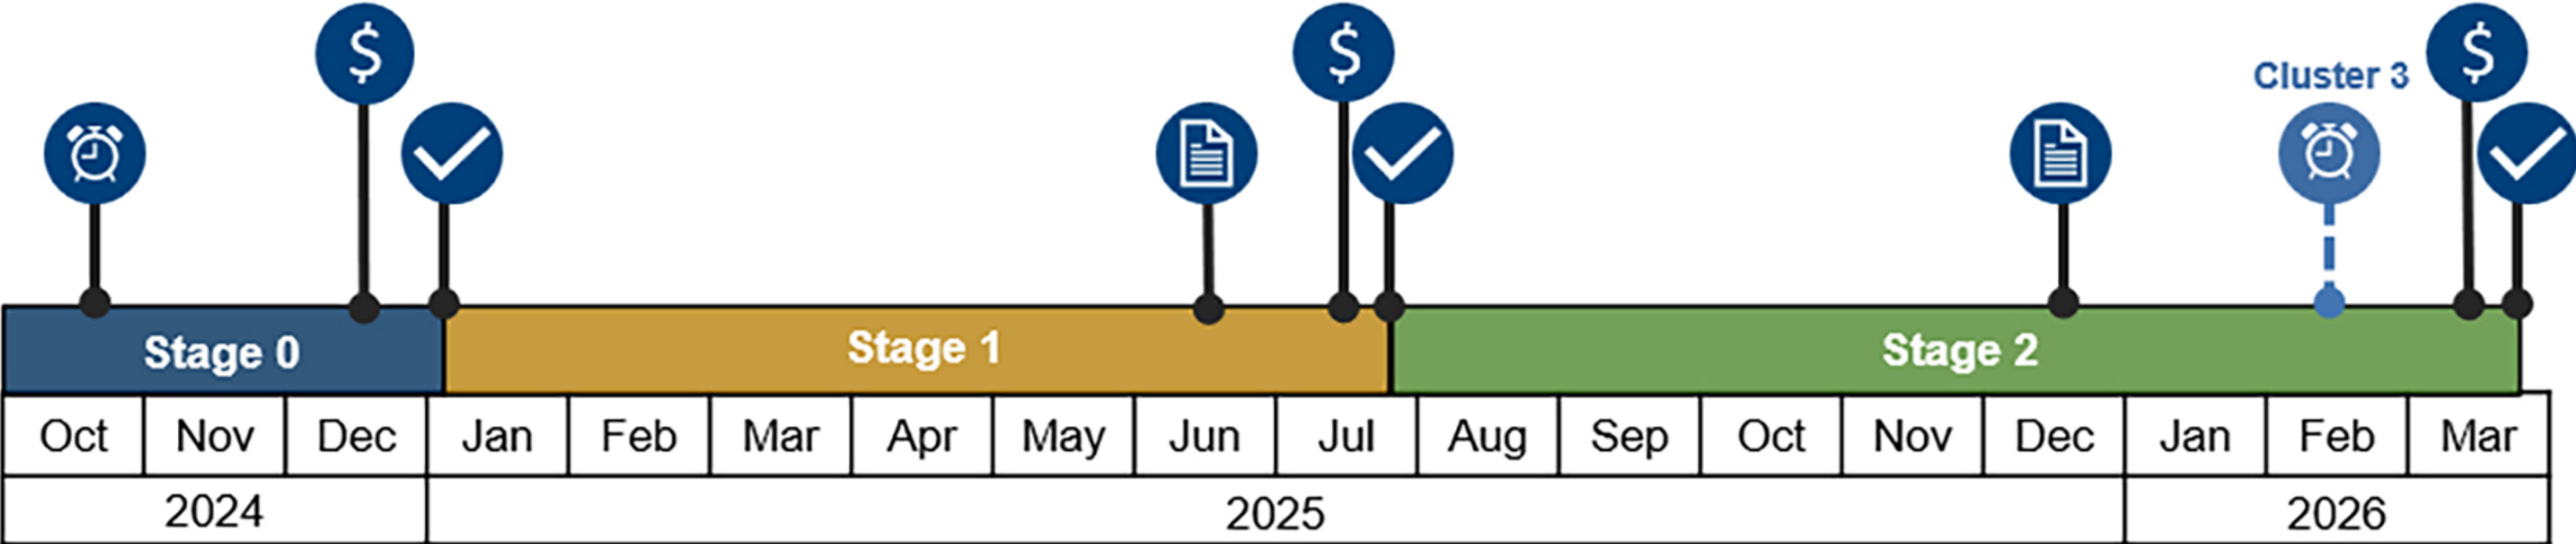 $ $ $
Cluster 3
Stage 0 Stage 1 Stage 2
Oct Nov Dec Jan Feb Mar Apr May Jun Jul Aug Sep Oct Nov Dec Jan Feb Mar
2024 2025 2026